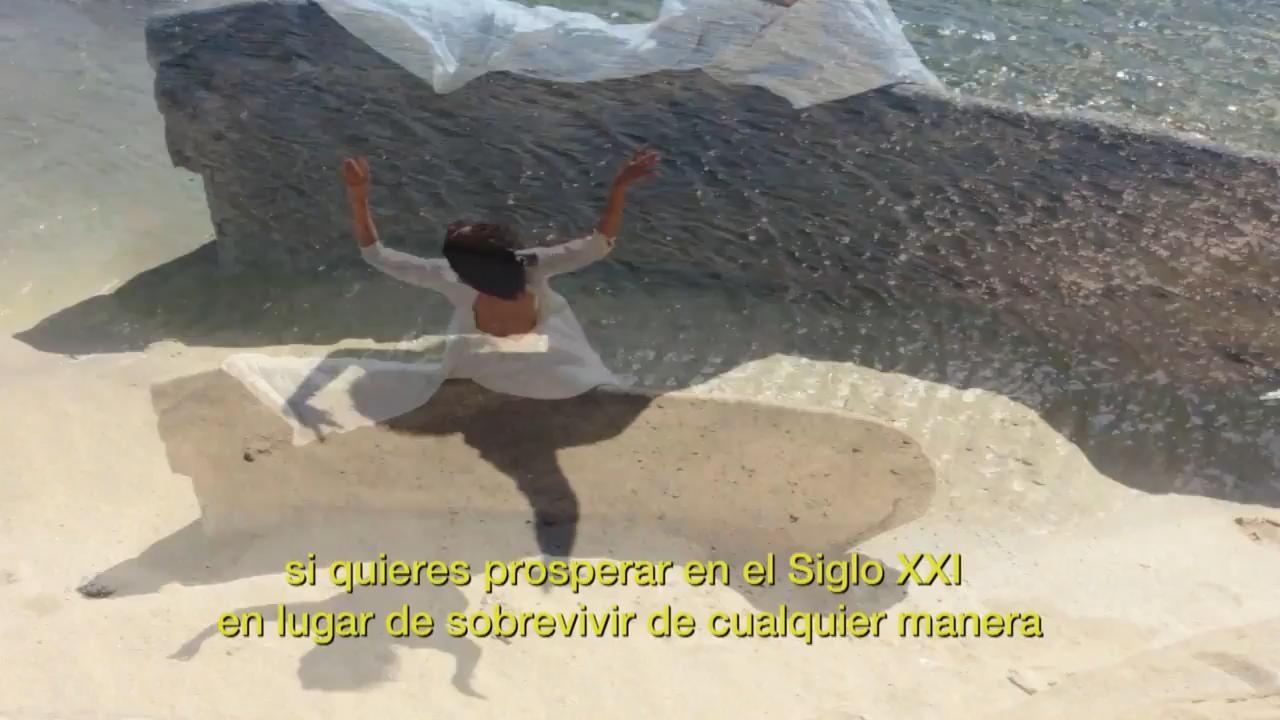 si quieres prosperar en el Siglo XXI
en lugar de sobrevivir de cualquier manera